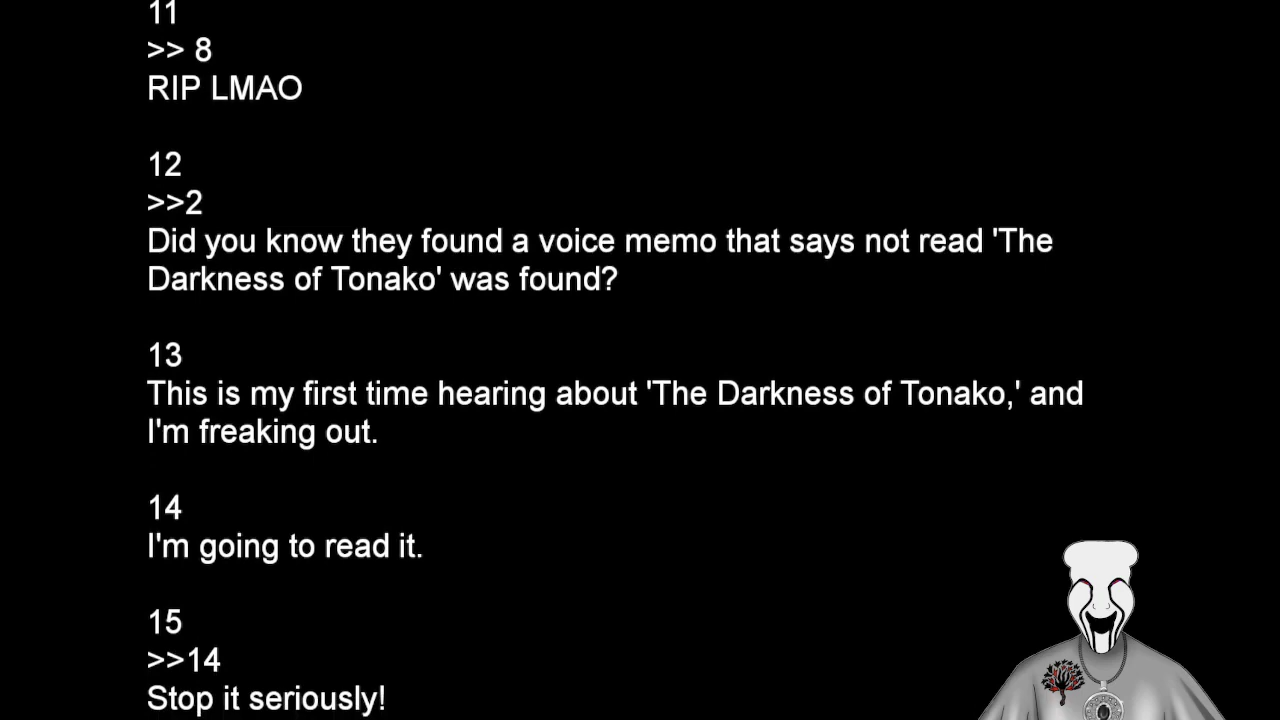 11
>> 8
RIP LMAO
12
>>2
Did you know they found a voice memo that says not read 'The
Darkness of Tonako' was found?
13
This is my first time hearing about 'The Darkness of Tonako,' and
I'm freaking out.
14
I'm going to read it.
15
>>14
Stop it seriously!